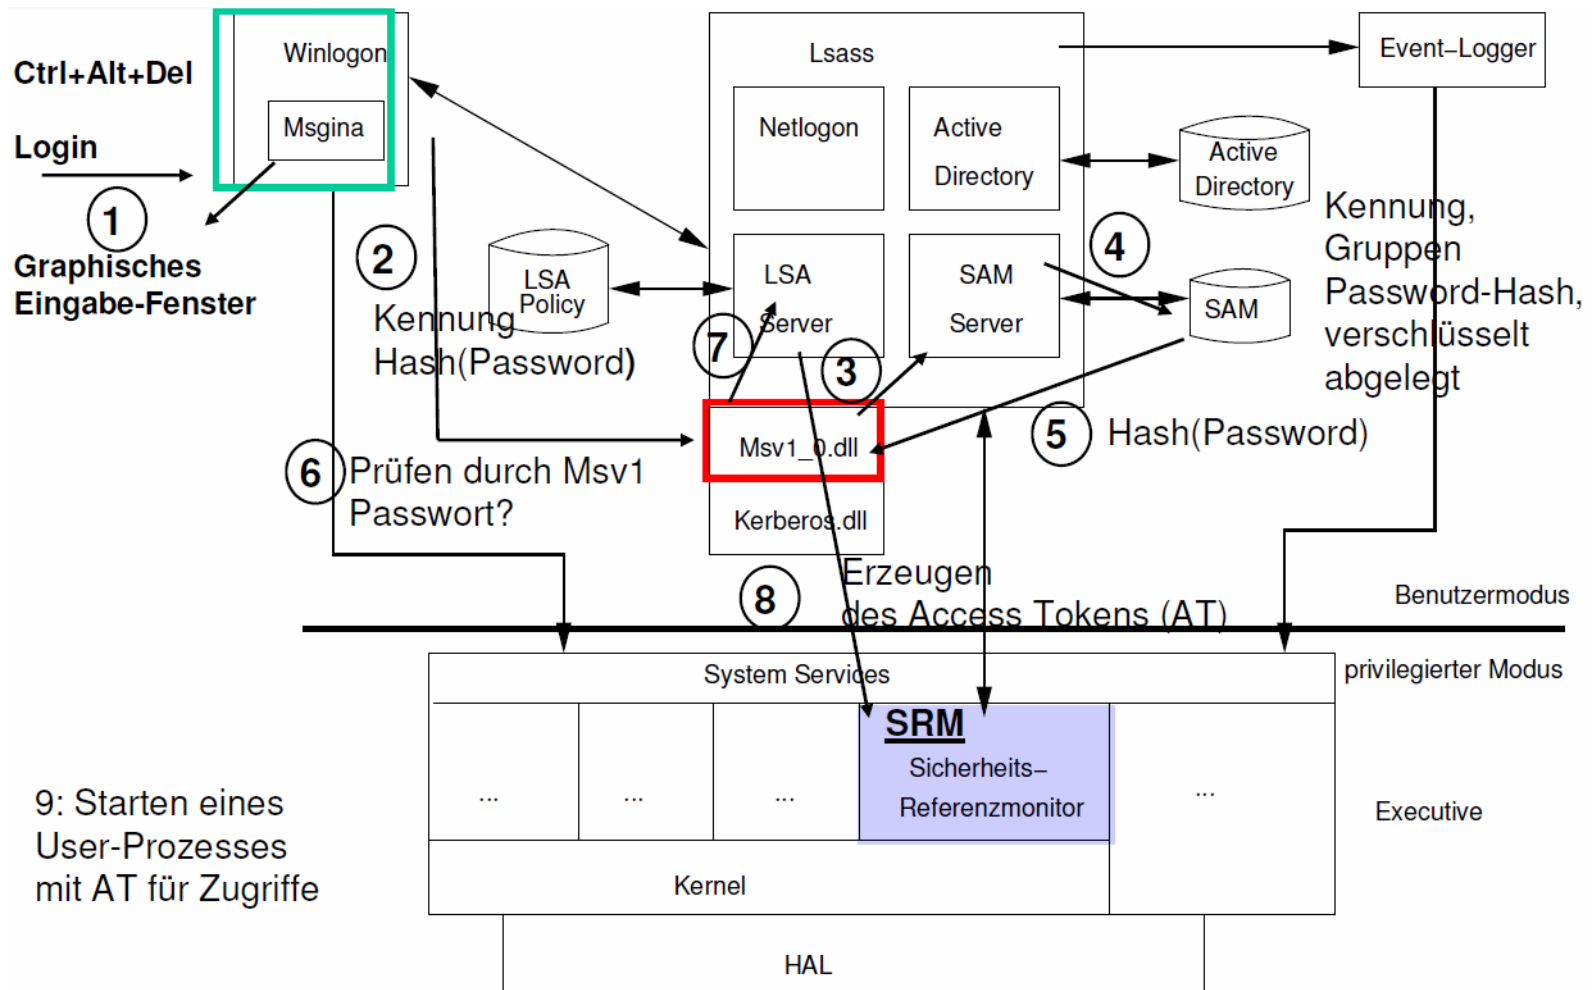 Ctrl+Alt+Del
Winlogon
Msgina
Login
1
Graphisches
Eingabe-Fenster
Lsass
Netlogon
Active
Directory
Event–Logger
Active
Directory
Kennung,
Gruppen
Password-Hash,
verschlüsselt
abgelegt
2
Kennung
Hash(Password)
LSA
Policy
LSA
Server
SAM
Server
4
SAM
7
3
5
Hash(Password)
Msv1_0.dll
Kerberos.dll
6
Prüfen durch Msv1
Passwort?
8
Erzeugen
des Access Tokens (AT)
Benutzermodus
privilegierter Modus
System Services
SRM
Sicherheits–
Referenzmonitor
...
...
...
...
Executive
Kernel
HAL
9: Starten eines
User-Prozesses
mit AT für Zugriffe